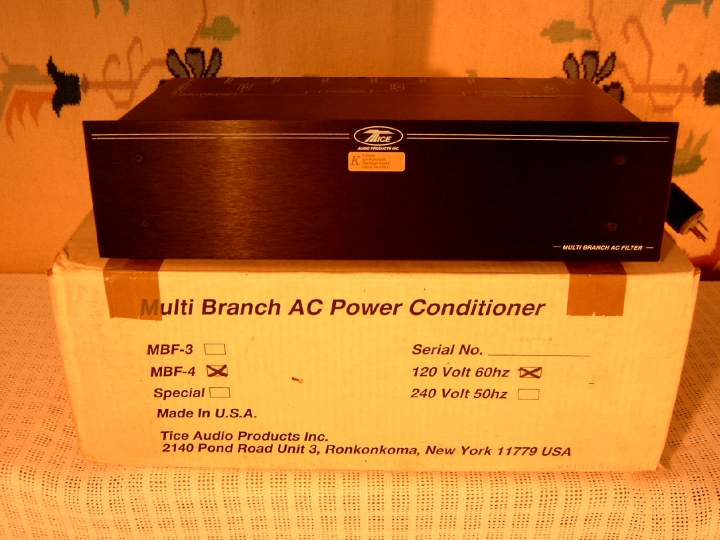 TICE
AUDIO PRODUCTS INC.
K
— MULTI BRANCH AC FILTER —
Multi Branch AC Power Conditioner
MBF-3
Serial No.
MBF-4
120 Volt 60hz
Special
240 Volt 50hz
Made In U.S.A.
Tice Audio Products Inc.
2140 Pond Road Unit 3, Ronkonkoma, New York 11779 USA